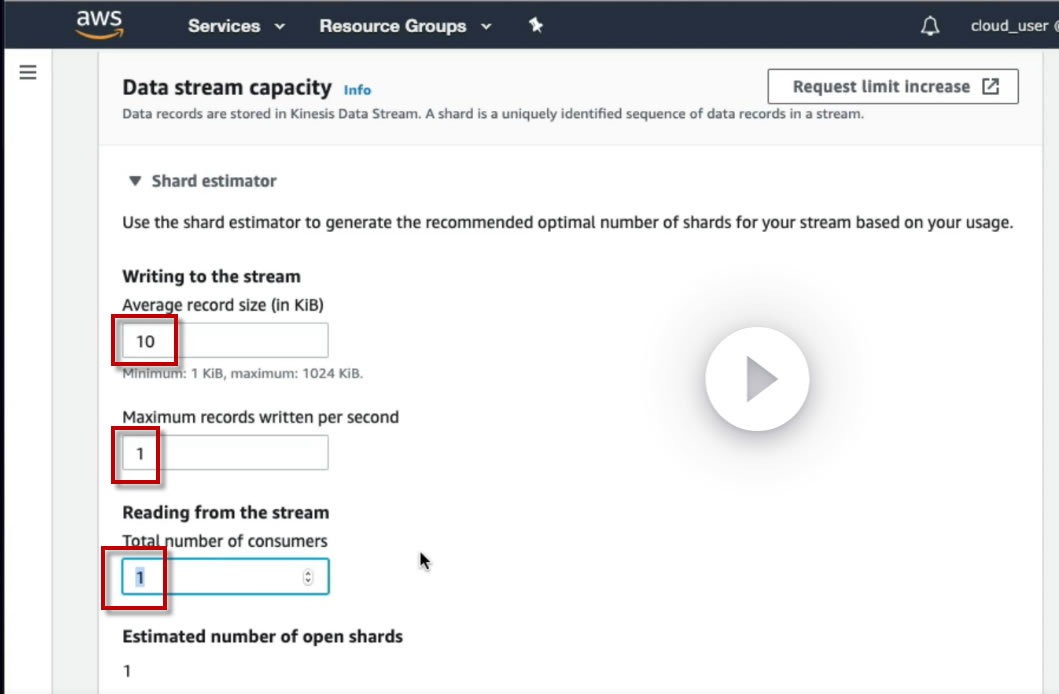 aws Services Resource Groups cloud_user @
Data stream capacity Info Request limit increase
Data records are stored in Kinesis Data Stream. A shard is a uniquely identified sequence of data records in a stream.
Shard estimator
Use the shard estimator to generate the recommended optimal number of shards for your stream based on your usage.
Writing to the stream
Average record size (in KiB)
10
Minimum: 1 KiB, maximum: 1024 KiB.
Maximum records written per second
1
Reading from the stream
Total number of consumers
1
Estimated number of open shards
1